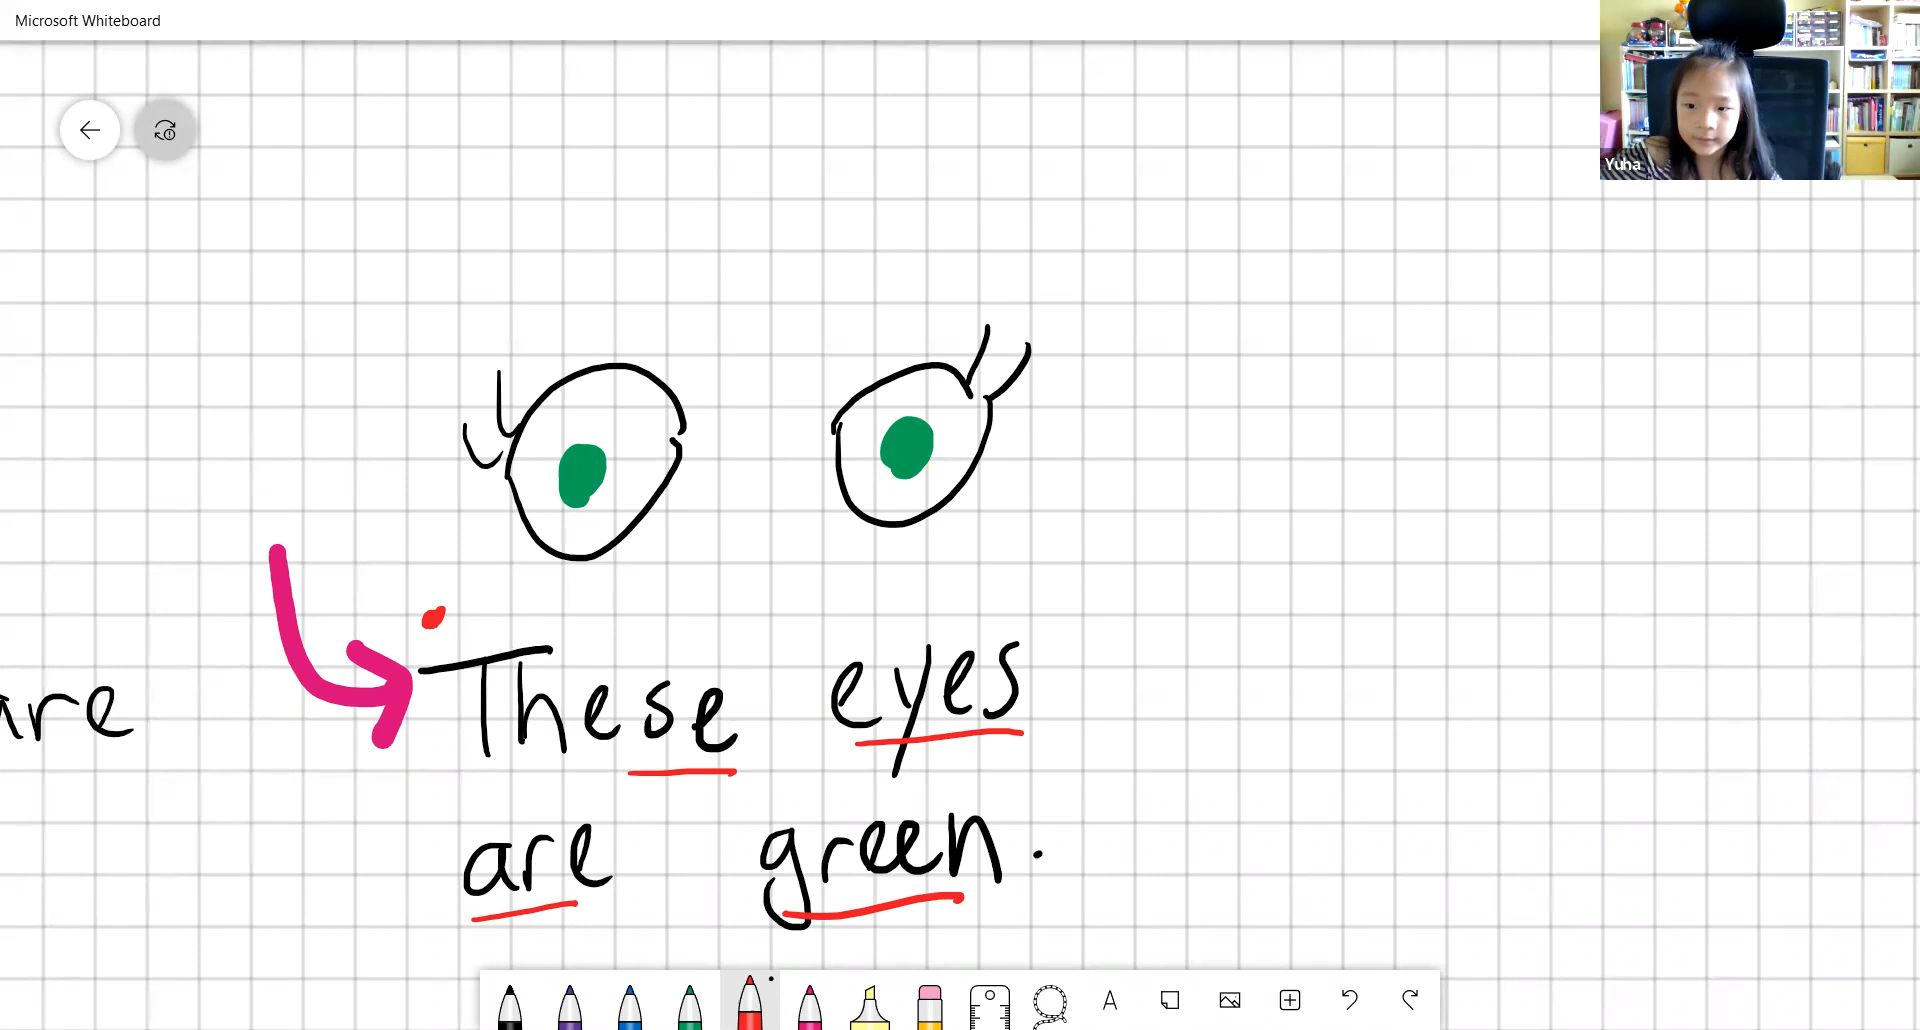 Microsoft Whiteboard
Yuha
These eyes
are
are green.